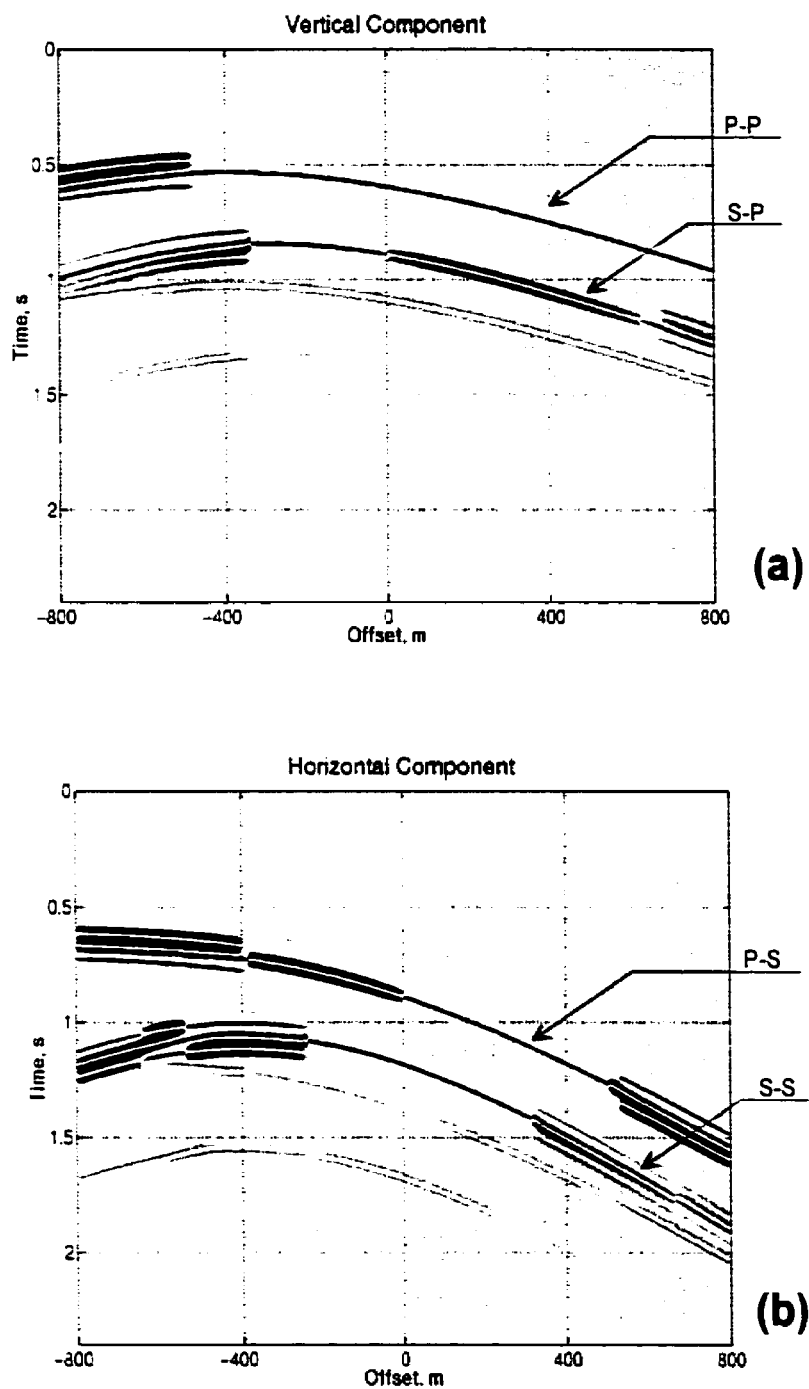 Vertical Component
0
0.5
1
1.5
2
Time, s
-800
-400
0
400
800
Offset, m
P-P
S-P
(a)
Horizontal Component
0
0.5
1
1.5
2
Time, s
-800
-400
0
400
800
Offset, m
P-S
S-S
(b)